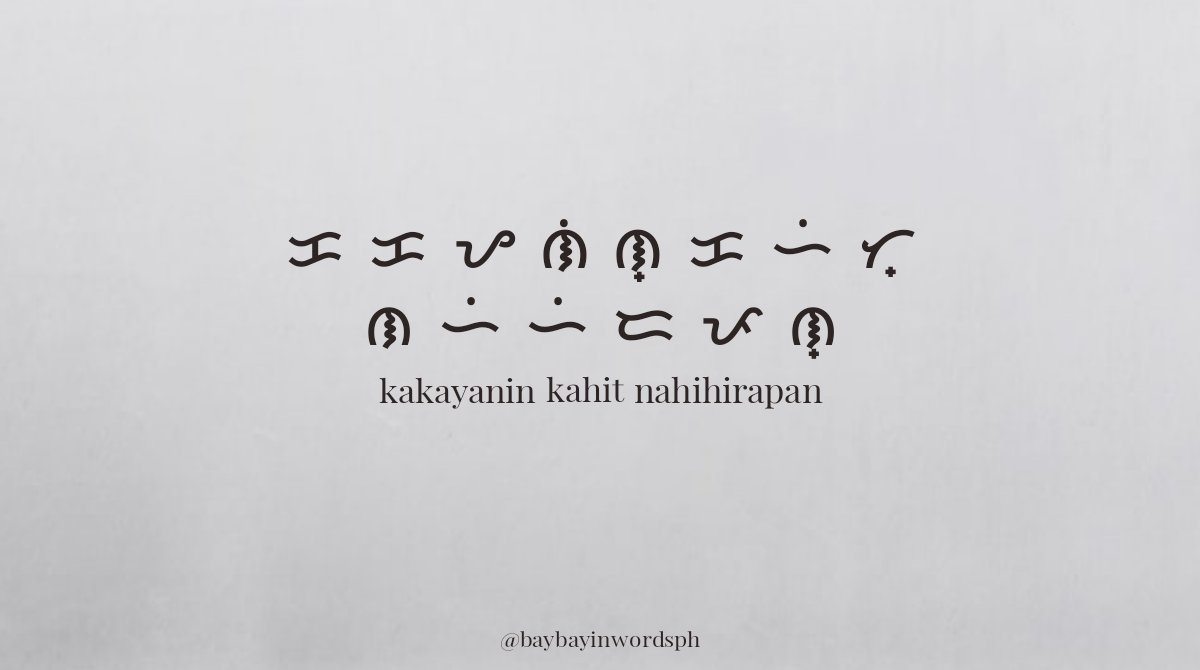 ᜃᜃᜌᜈᜒᜈ᜔ᜃᜑᜒᜆ᜔
ᜈᜑᜒᜑᜒᜇᜉᜈ᜔
kakayanin kahit nahihirapan
@baybayinwordsph